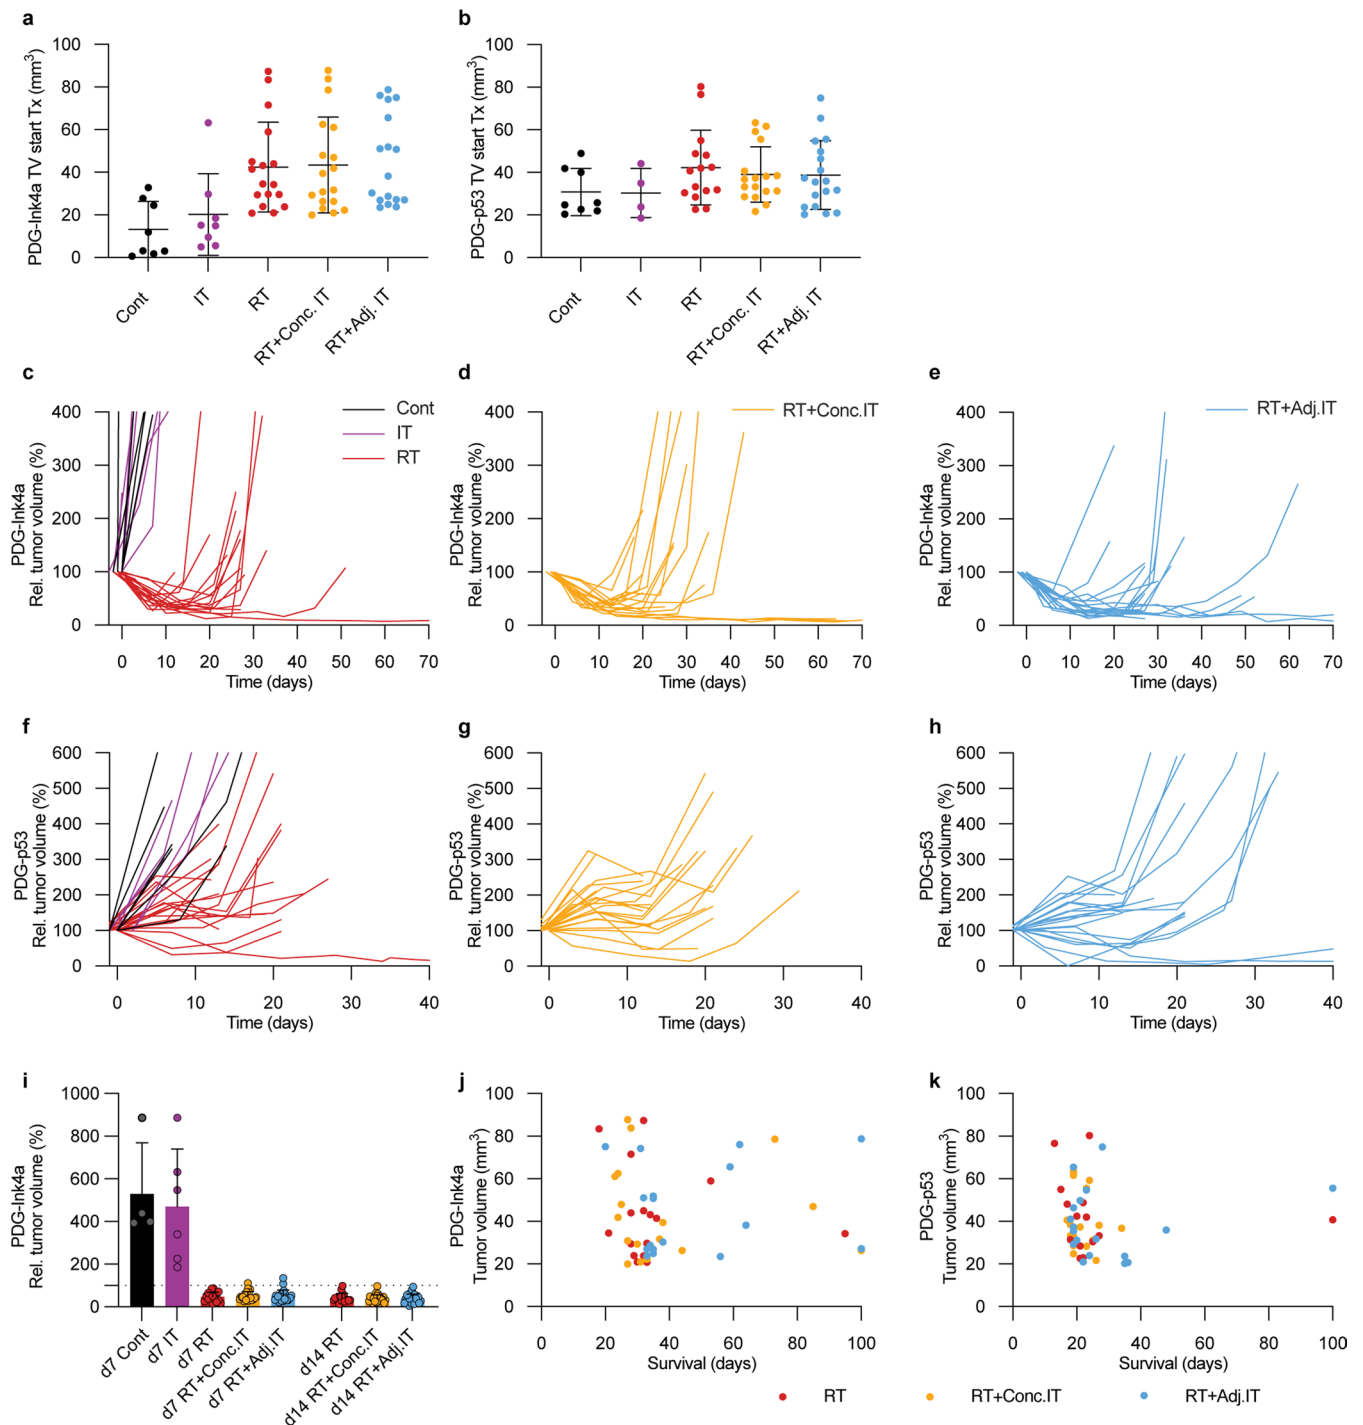 a
PDG-Ink4a TV start Tx (mm3)
100
80
60
40
20
0
Cont
IT
RT
RT+Conc. IT
RT+Adj. IT
b
PDG-p53 TV start Tx (mm3)
100
80
60
40
20
0
Cont
IT
RT
RT+Conc. IT
RT+Adj. IT
c
PDG-Ink4a
Rel. tumor volume (%)
400
300
200
100
0
Cont
IT
RT
0 10 20 30 40 50 60 70
Time (days)
d
PDG-Ink4a
Rel. tumor volume (%)
400
300
200
100
0
RT+Conc.IT
0 10 20 30 40 50 60 70
Time (days)
e
PDG-Ink4a
Rel. tumor volume (%)
400
300
200
100
0
RT+Adj.IT
0 10 20 30 40 50 60 70
Time (days)
f
PDG-p53
Rel. tumor volume (%)
600
500
400
300
200
100
0
0 10 20 30 40
Time (days)
g
PDG-p53
Rel. tumor volume (%)
600
500
400
300
200
100
0
0 10 20 30 40
Time (days)
h
PDG-p53
Rel. tumor volume (%)
600
500
400
300
200
100
0
0 10 20 30 40
Time (days)
i
PDG-Ink4a
Rel. tumor volume (%)
1000
800
600
400
200
0
d7 Cont
d7 IT
d7 RT
d7 RT+Conc.IT
d7 RT+Adj.IT
d14 RT
d14 RT+Conc.IT
d14 RT+Adj.IT
j
PDG-Ink4a
Tumor volume (mm3)
100
80
60
40
20
0
0 20 40 60 80 100
Survival (days)
k
PDG-p53
Tumor volume (mm3)
100
80
60
40
20
0
0 20 40 60 80 100
Survival (days)
RT
RT+Conc.IT
RT+Adj.IT